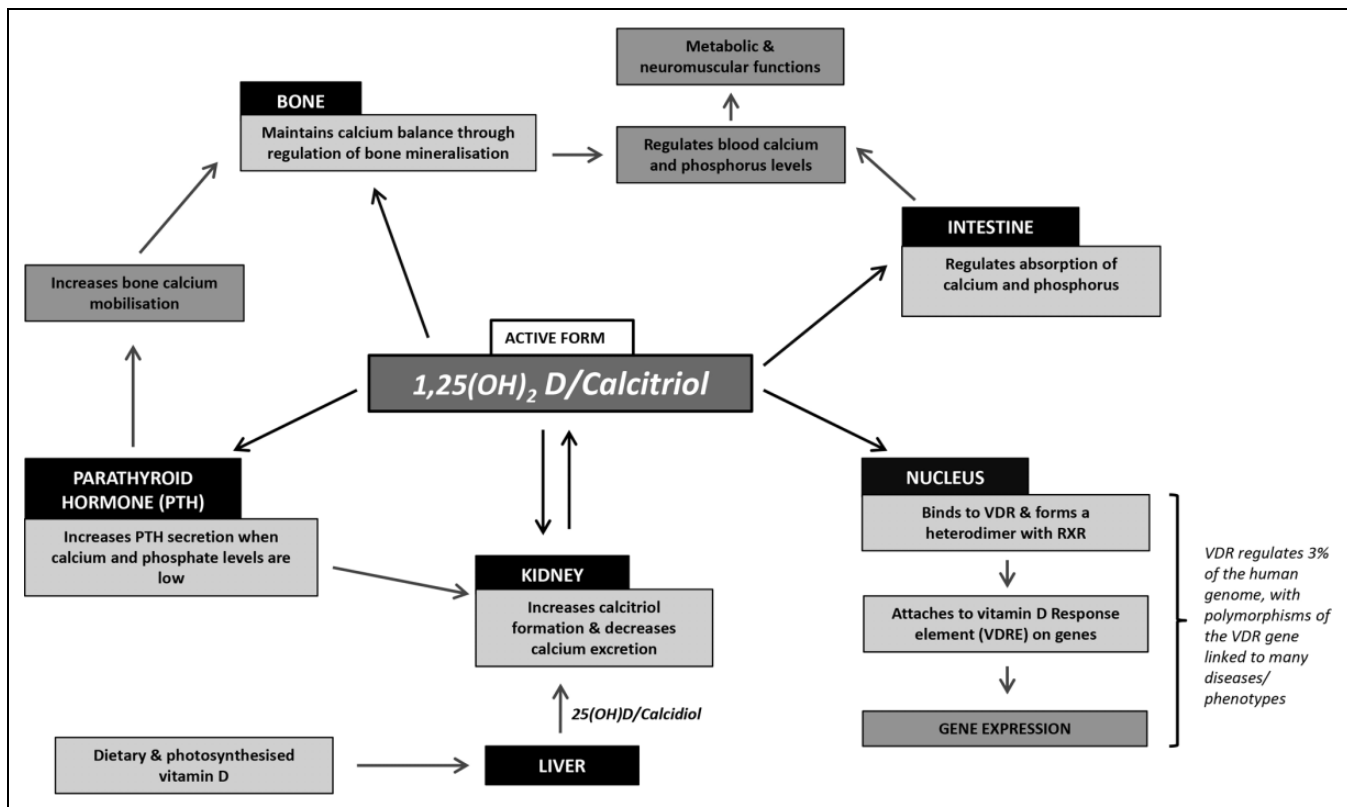 Metabolic &
neuromuscular functions
BONE
Maintains calcium balance through
regulation of bone mineralisation
Regulates blood calcium
and phosphorus levels
INTESTINE
Regulates absorption of
calcium and phosphorus
Increases bone calcium
mobilisation
ACTIVE FORM
1,25(OH)₂ D/Calcitriol
PARATHYROID
HORMONE (PTH)
Increases PTH secretion when
calcium and phosphate levels are
low
KIDNEY
Increases calcitriol
formation & decreases
calcium excretion
25(OH)D/Calcidiol
Dietary & photosynthesised
vitamin D
LIVER
NUCLEUS
Binds to VDR & forms a
heterodimer with RXR
Attaches to vitamin D Response
element (VDRE) on genes
GENE EXPRESSION
VDR regulates 3%
of the human
genome, with
polymorphisms of
the VDR gene
linked to many
diseases/
phenotypes